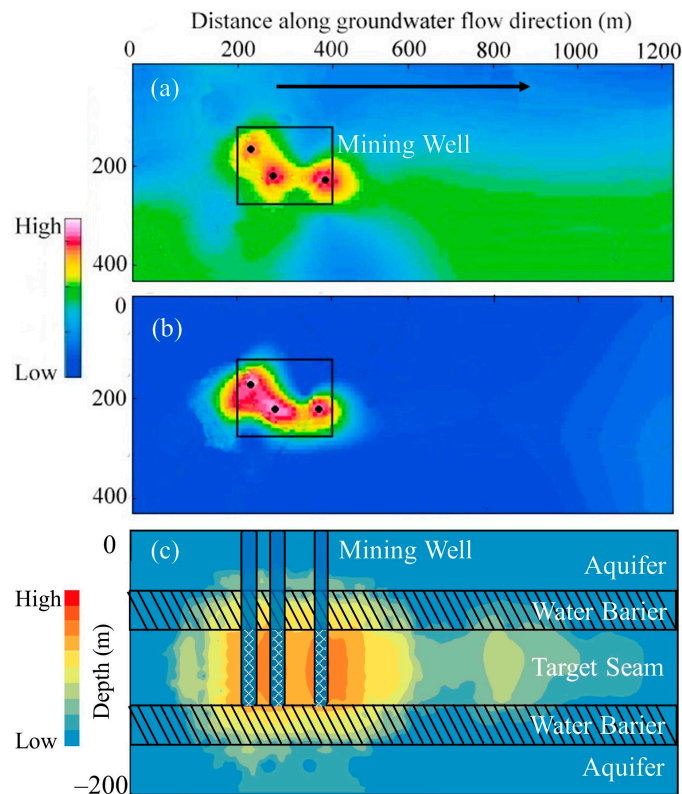 Distance along groundwater flow direction (m)
0 200 400 600 800 1000 1200
(a)
Mining Well
200
400
High
Low
0
(b)
200
400
0
(c)
Mining Well
Aquifer
High
Water Barier
Depth (m)
Target Seam
Low
Water Barier
Aquifer
–200